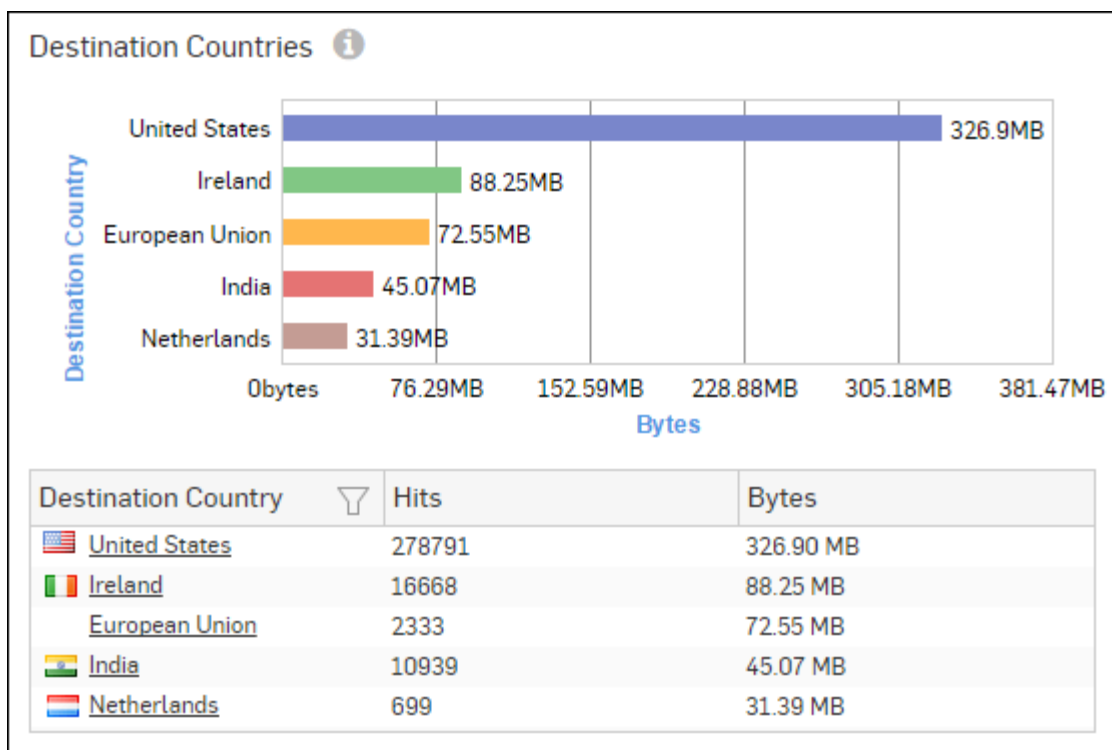 Destination Countries
Destination Country
United States 326.9MB
Ireland 88.25MB
European Union 72.55MB
India 45.07MB
Netherlands 31.39MB
0bytes 76.29MB 152.59MB 228.88MB 305.18MB 381.47MB
Bytes
Destination Country Hits Bytes
United States 278791 326.90 MB
Ireland 16668 88.25 MB
European Union 2333 72.55 MB
India 10939 45.07 MB
Netherlands 699 31.39 MB